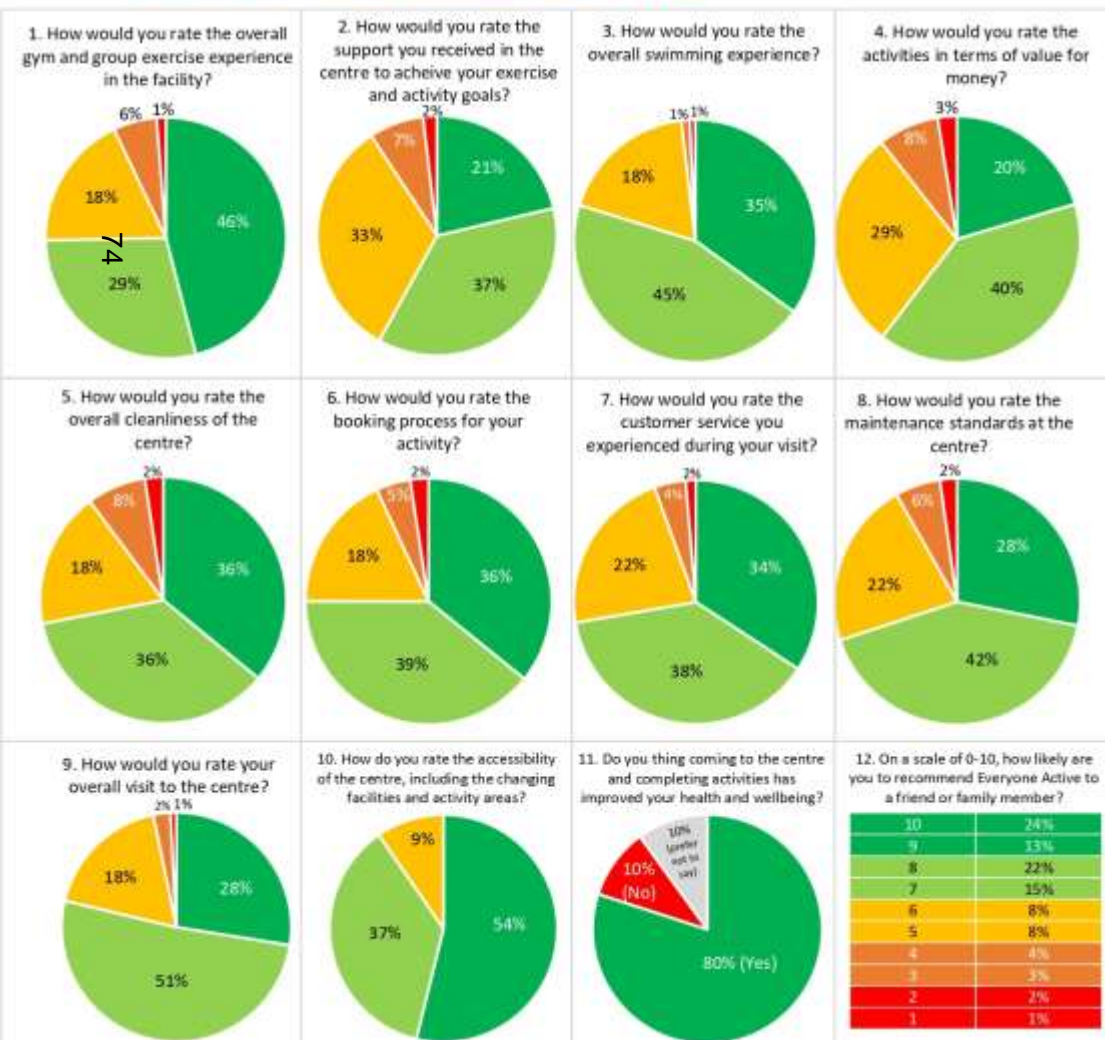 1. How would you rate the overall
gym and group exercise experience
in the facility?
6% 1%
18%
46%
74
29%
2. How would you rate the
support you received in the
centre to acheive your exercise
and activity goals?
2%
7%
21%
33%
37%
3. How would you rate the
overall swimming experience?
1% 1%
18%
35%
45%
4. How would you rate the
activities in terms of value for
money?
3%
8%
20%
29%
40%
5. How would you rate the
overall cleanliness of the
centre?
2%
8%
18%
36%
36%
6. How would you rate the
booking process for your
activity?
2%
5%
18%
36%
39%
7. How would you rate the
customer service you
experienced during your visit?
2%
4%
22%
34%
38%
8. How would you rate the
maintenance standards at the
centre?
2%
6%
28%
22%
42%
9. How would you rate your
overall visit to the centre?
2% 1%
18%
28%
51%
10. How do you rate the accessibility
of the centre, including the changing
facilities and activity areas?
9%
54%
37%
11. Do you thing coming to the centre
and completing activities has
improved your health and wellbeing?
10%
(prefer
not to
say)
10%
(No)
80% (Yes)
12. On a scale of 0-10, how likely are
you to recommend Everyone Active to
a friend or family member?
10 24%
9 13%
8 22%
7 15%
6 8%
5 8%
4 4%
3 3%
2 2%
1 1%